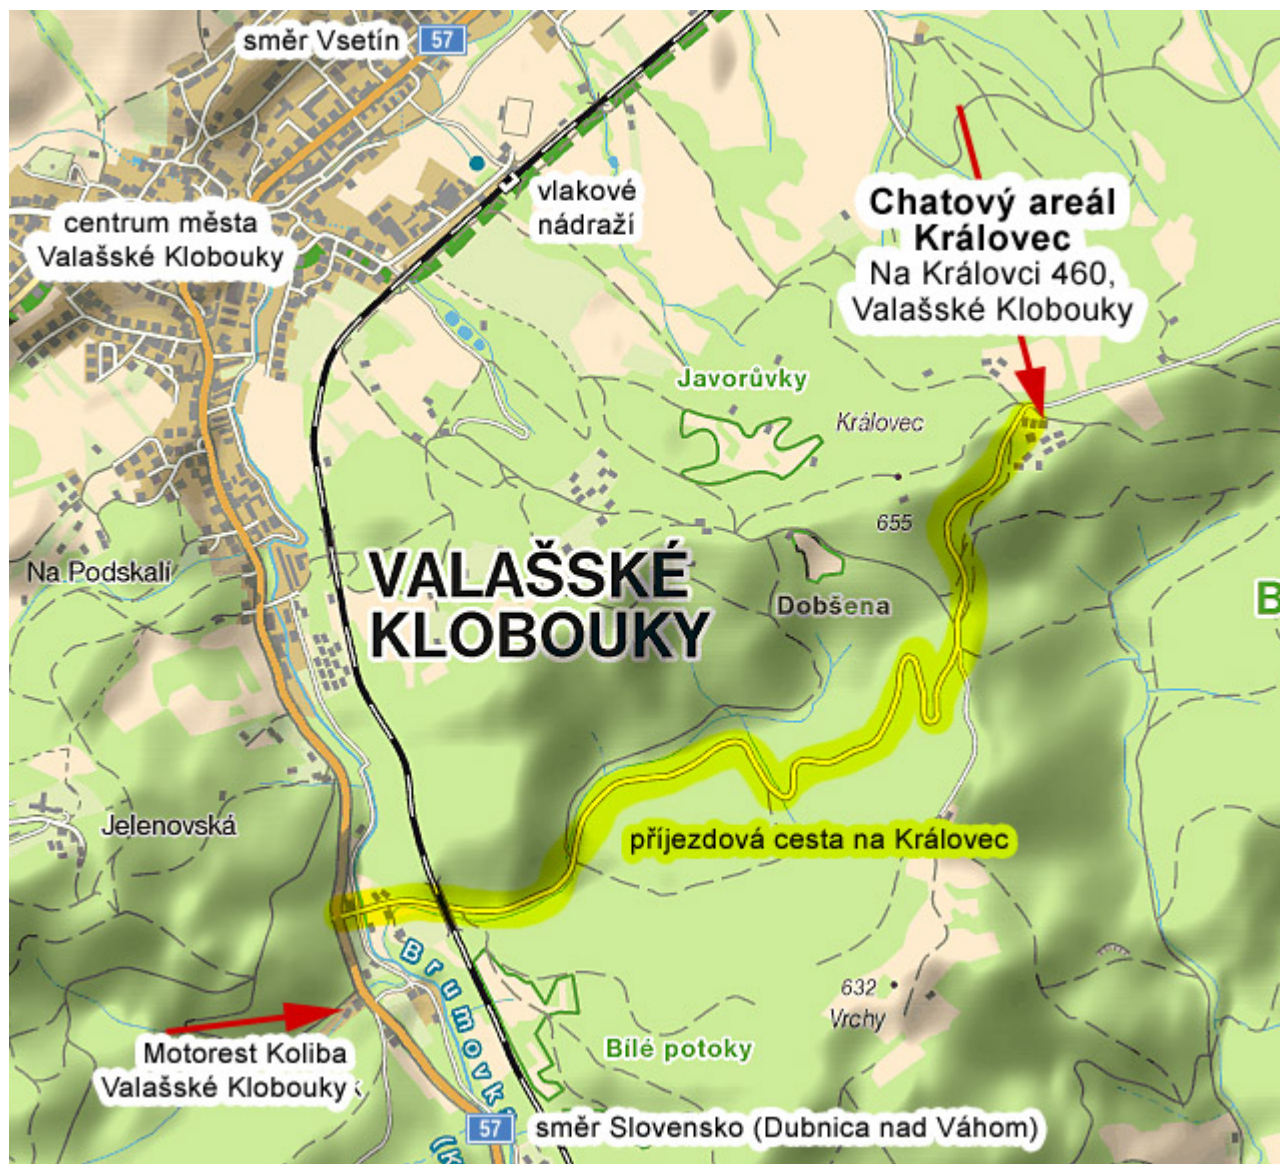 směr Vsetín 57
vlakové
nádraží
centrum města
Valašské Klobouky
Chatový areál
Královec
Na Královci 460,
Valašské Klobouky
Javorůvky
Královec
655
Na Podskalí
VALAŠSKÉ
KLOBOUKY
Dobšena
B
Jelenovská
příjezdová cesta na Královec
Brumovk
632
Vrchy
Motorest Koliba
Valašské Klobouky
Bílé potoky
57 směr Slovensko (Dubnica nad Váhom)
(K